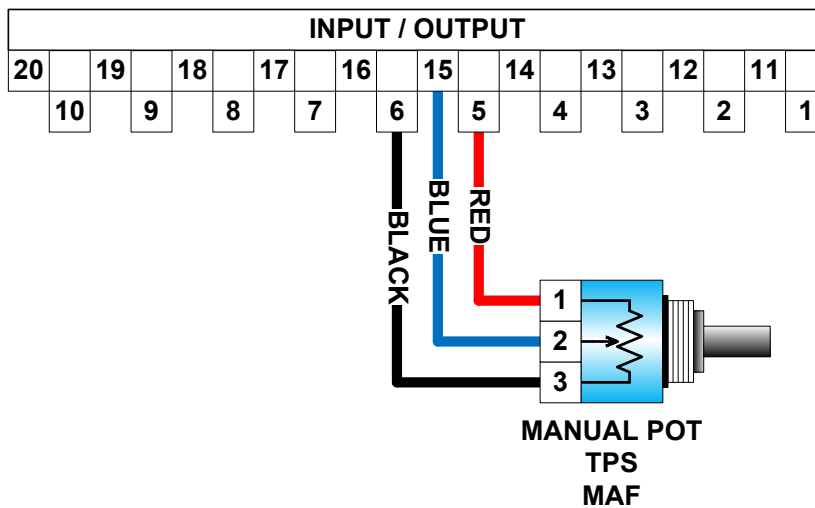 INPUT / OUTPUT
20 19 18 17 16 15 14 13 12 11
10 9 8 7 6 5 4 3 2 1
BLACK
BLUE
RED
1
2
3
MANUAL POT
TPS
MAF